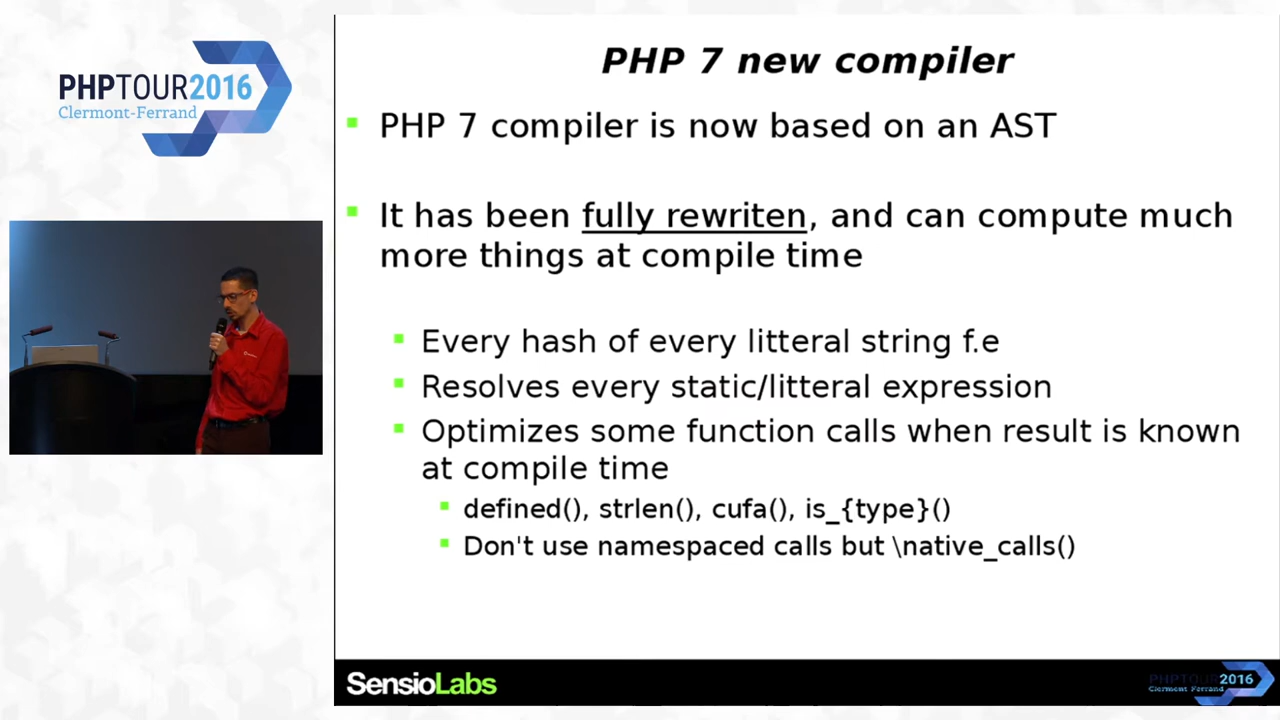 PHPTOUR2016
Clermont-Ferrand
PHP 7 new compiler
PHP 7 compiler is now based on an AST
It has been fully rewriten, and can compute much
more things at compile time
Every hash of every litteral string f.e
Resolves every static/litteral expression
Optimizes some function calls when result is known
at compile time
defined(), strlen(), cufa(), is_{type}()
Don't use namespaced calls but \native_calls()
SensioLabs
PHPTOUR2016
Clermont Ferrand